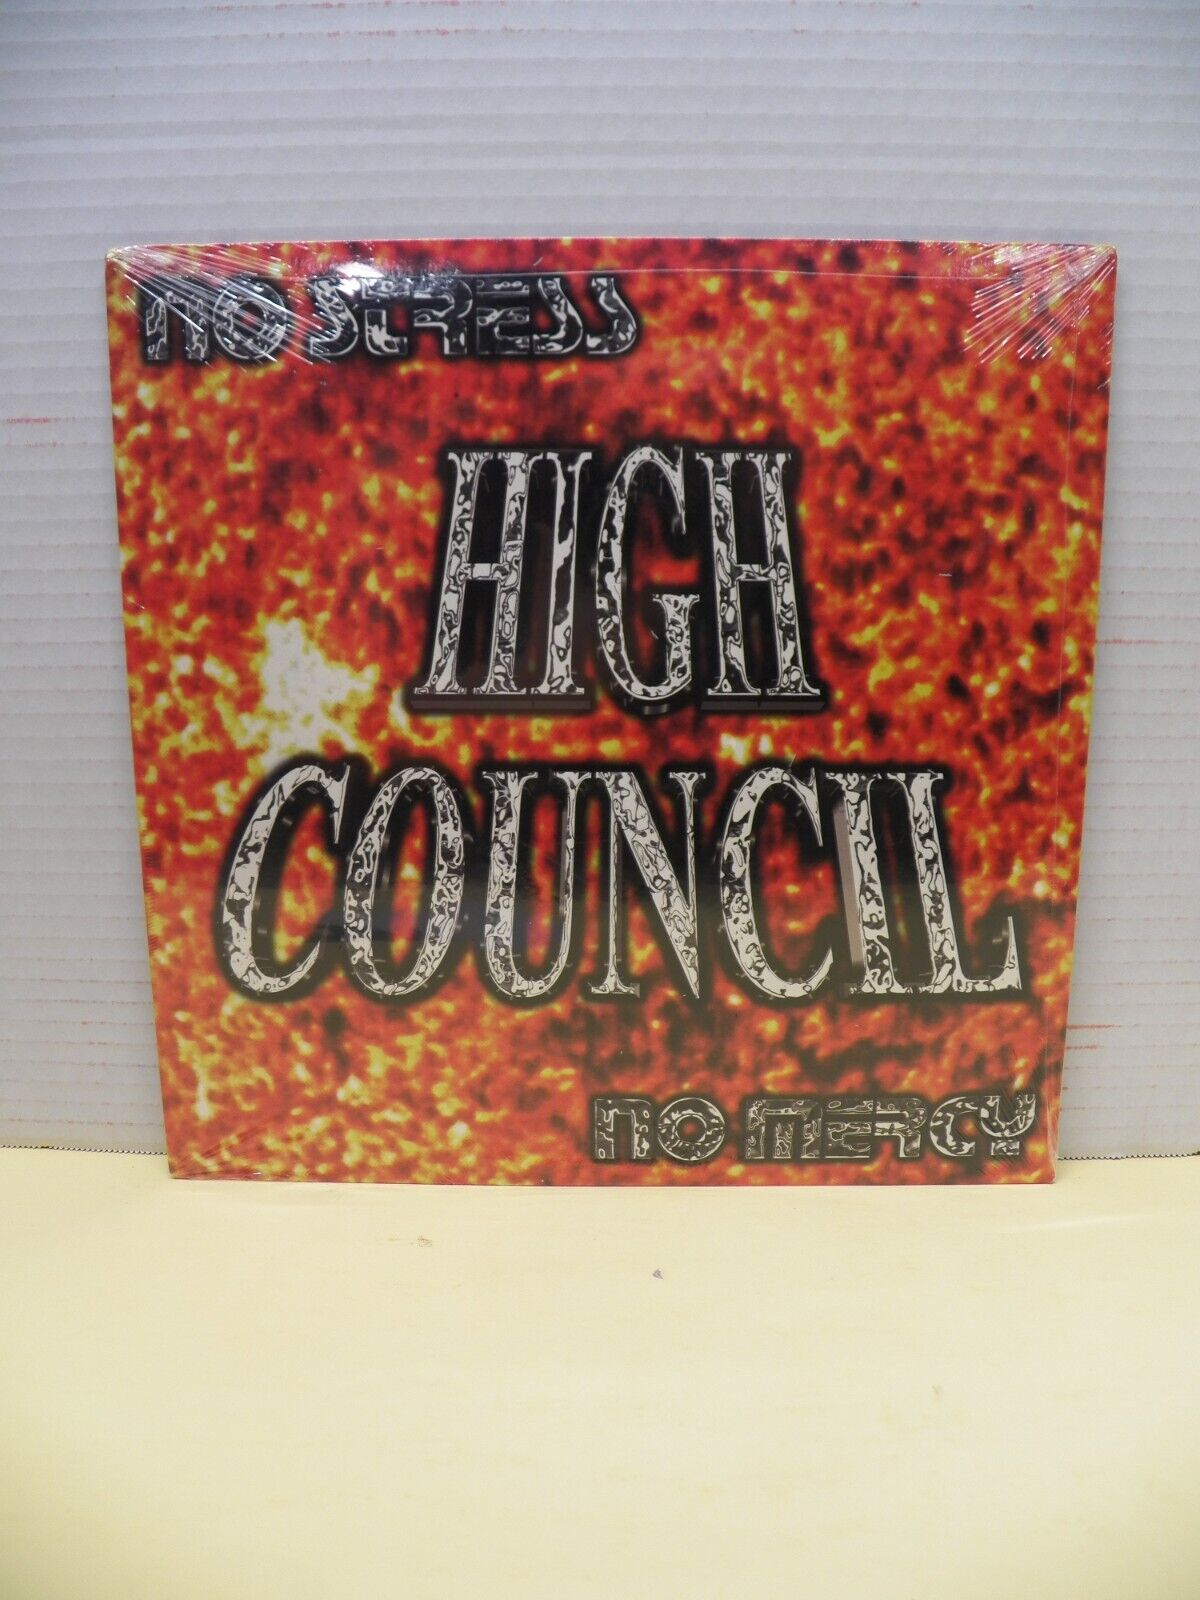 NO STRESS
HIGH
COUNCIL
NO MERCY